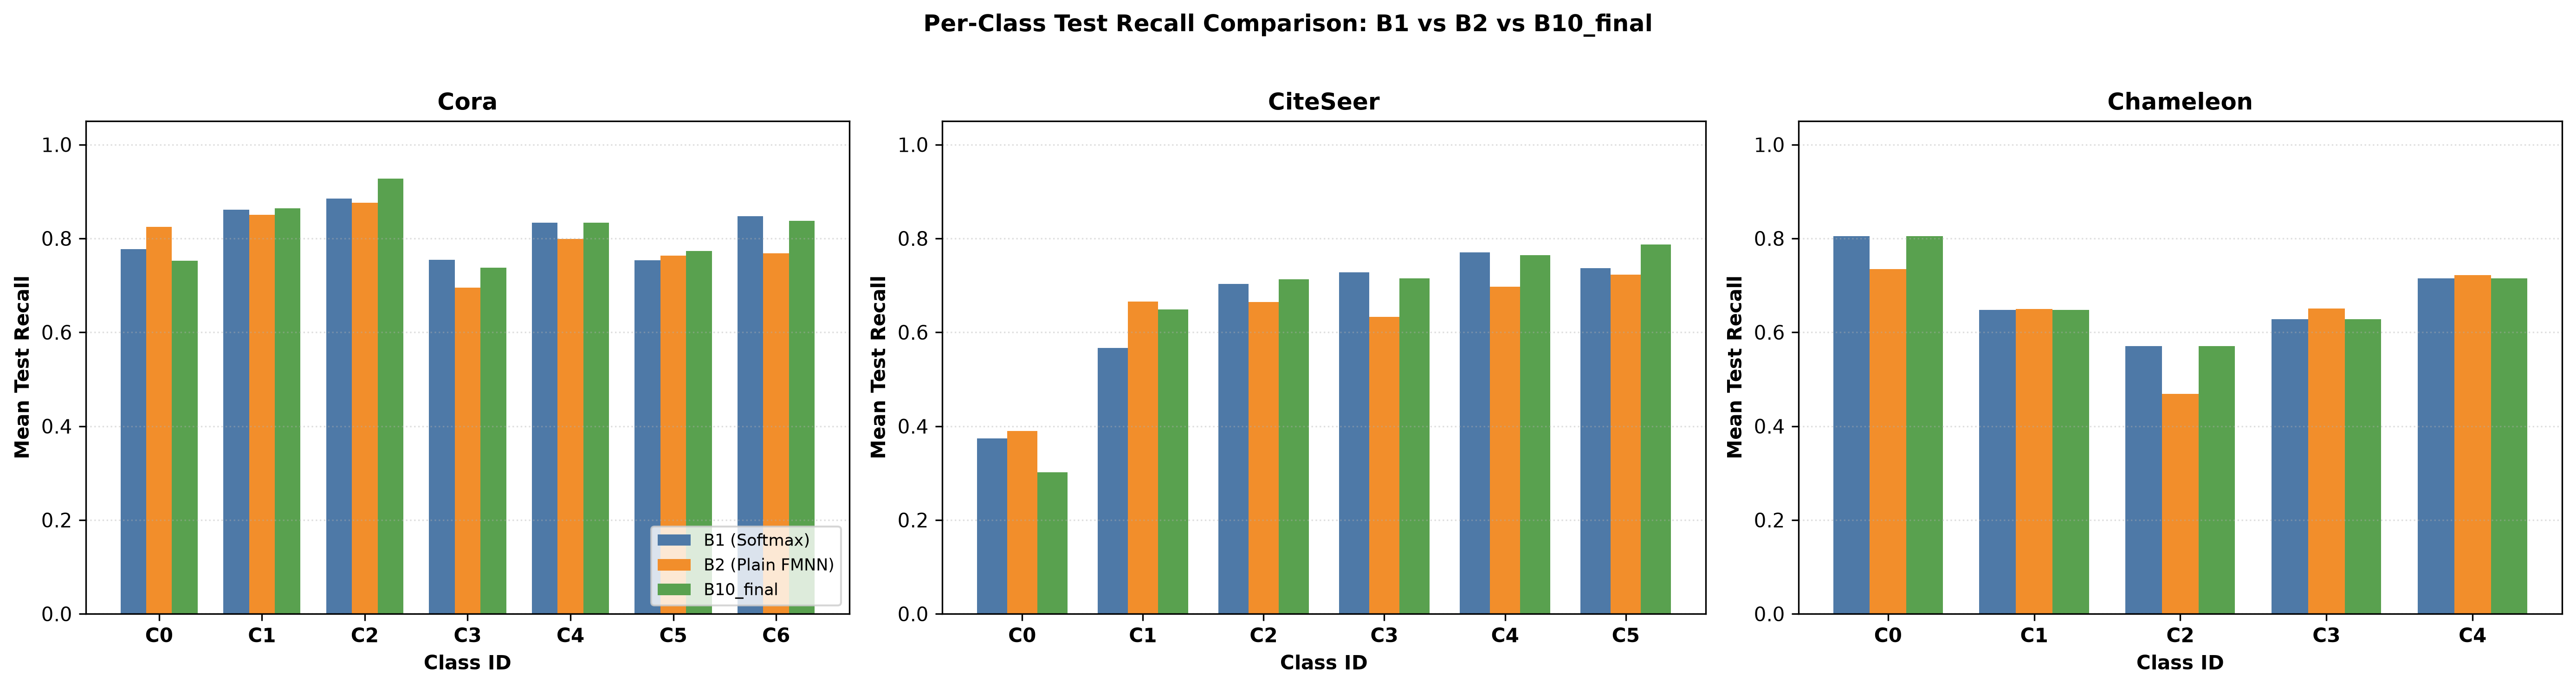 Per-Class Test Recall Comparison: B1 vs B2 vs B10_final
Cora
1.0
0.8
0.6
0.4
0.2
0.0
Mean Test Recall
C0 C1 C2 C3 C4 C5 C6
Class ID
B1 (Softmax)
B2 (Plain FMNN)
B10_final
CiteSeer
1.0
0.8
0.6
0.4
0.2
0.0
Mean Test Recall
C0 C1 C2 C3 C4 C5
Class ID
Chameleon
1.0
0.8
0.6
0.4
0.2
0.0
Mean Test Recall
C0 C1 C2 C3 C4
Class ID